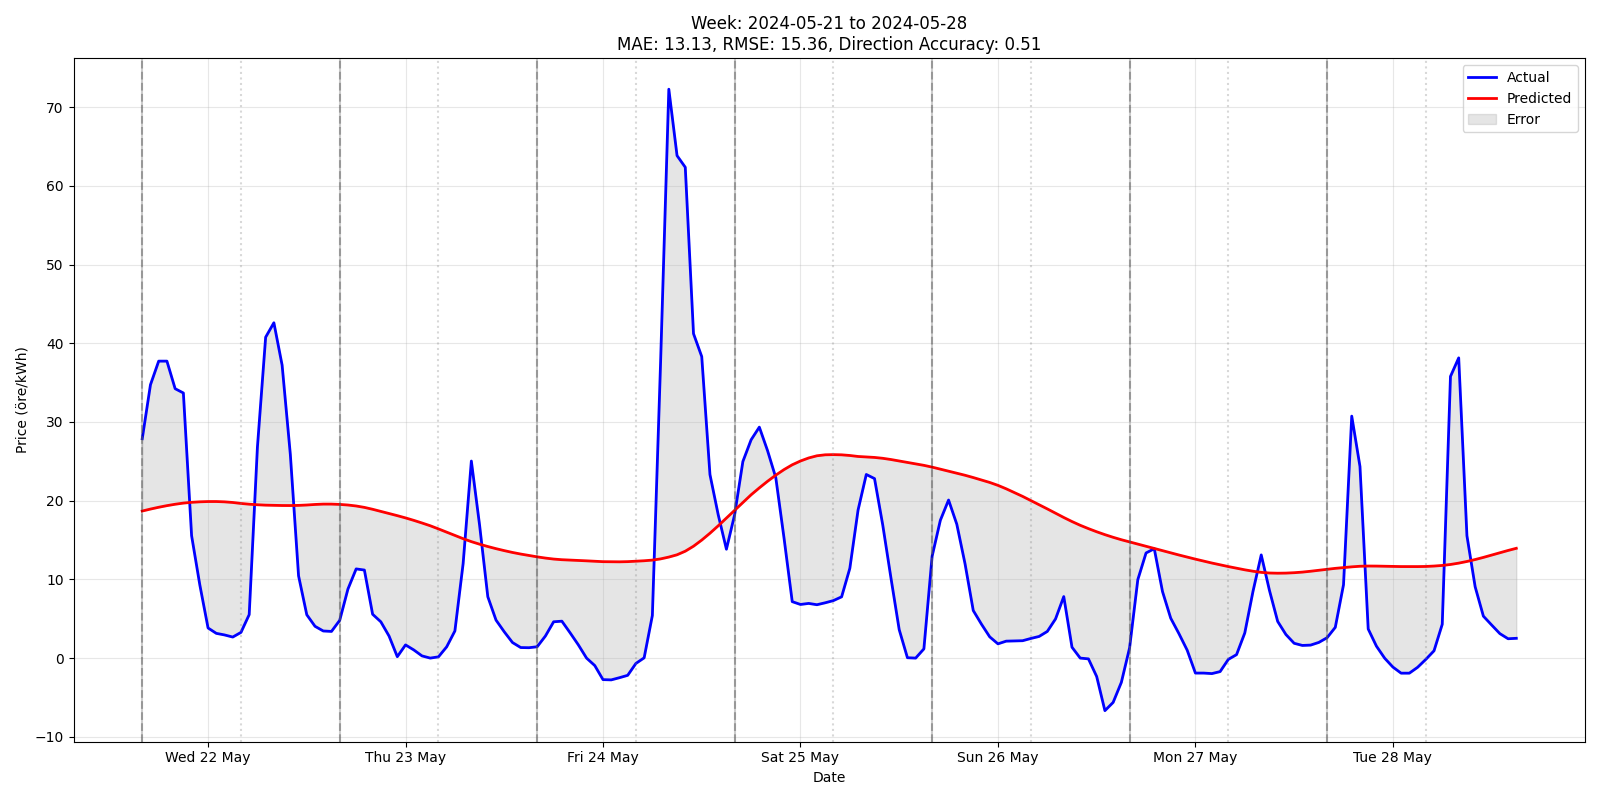 Week: 2024-05-21 to 2024-05-28
MAE: 13.13, RMSE: 15.36, Direction Accuracy: 0.51
Actual
Predicted
Error
Price (öre/kWh)
70
60
50
40
30
20
10
0
−10
Wed 22 May
Thu 23 May
Fri 24 May
Sat 25 May
Sun 26 May
Mon 27 May
Tue 28 May
Date